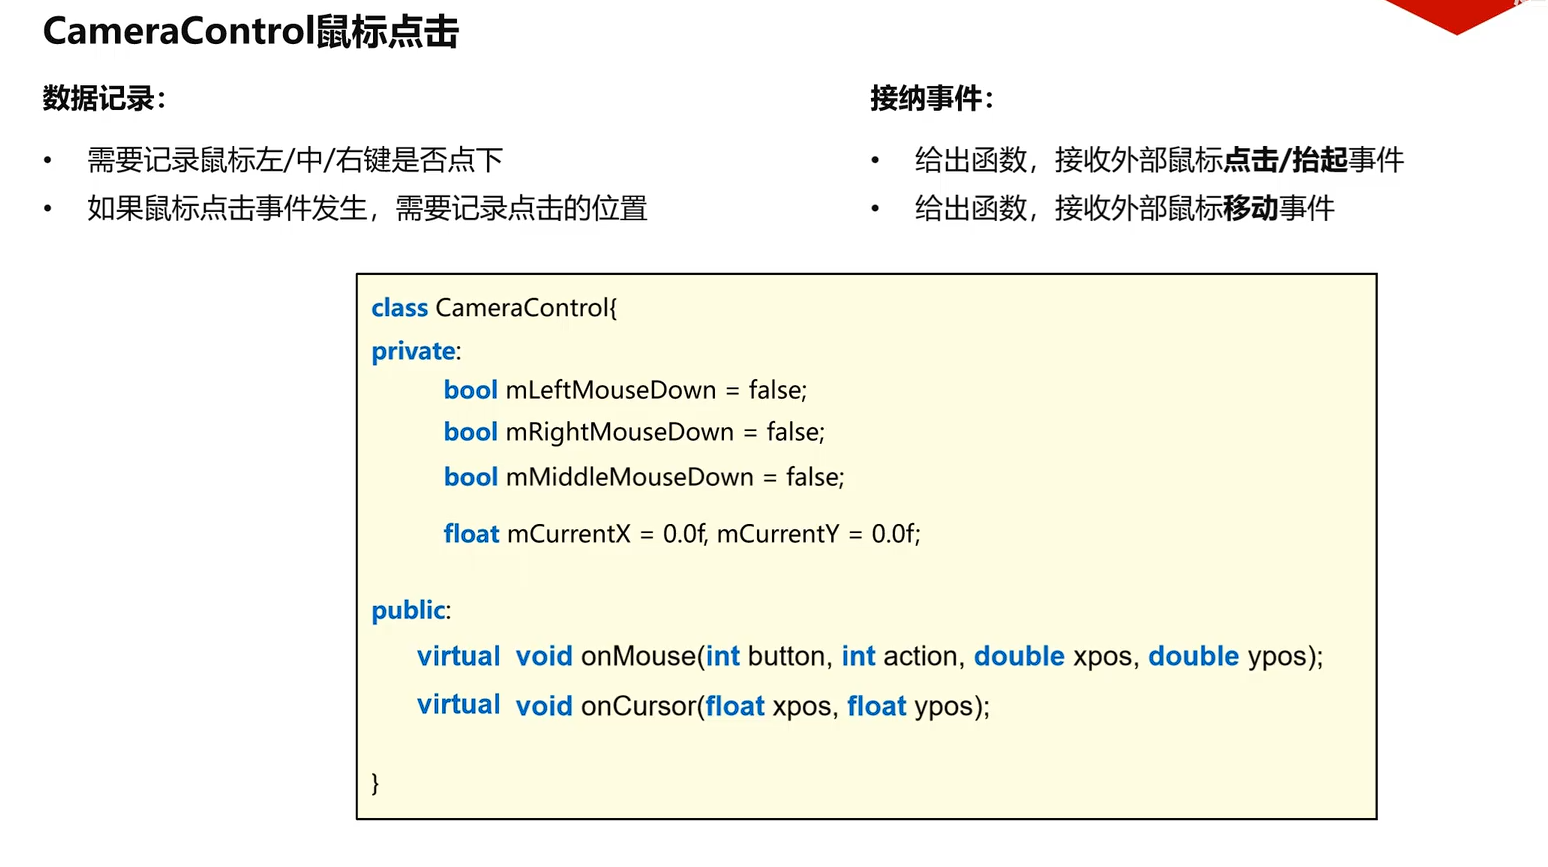 CameraControl鼠标点击
数据记录：
• 需要记录鼠标左/中/右键是否点下
• 如果鼠标点击事件发生，需要记录点击的位置
接纳事件：
• 给出函数，接收外部鼠标点击/抬起事件
• 给出函数，接收外部鼠标移动事件
class CameraControl{
private:
bool mLeftMouseDown = false;
bool mRightMouseDown = false;
bool mMiddleMouseDown = false;
float mCurrentX = 0.0f, mCurrentY = 0.0f;
public:
virtual void onMouse(int button, int action, double xpos, double ypos);
virtual void onCursor(float xpos, float ypos);
}